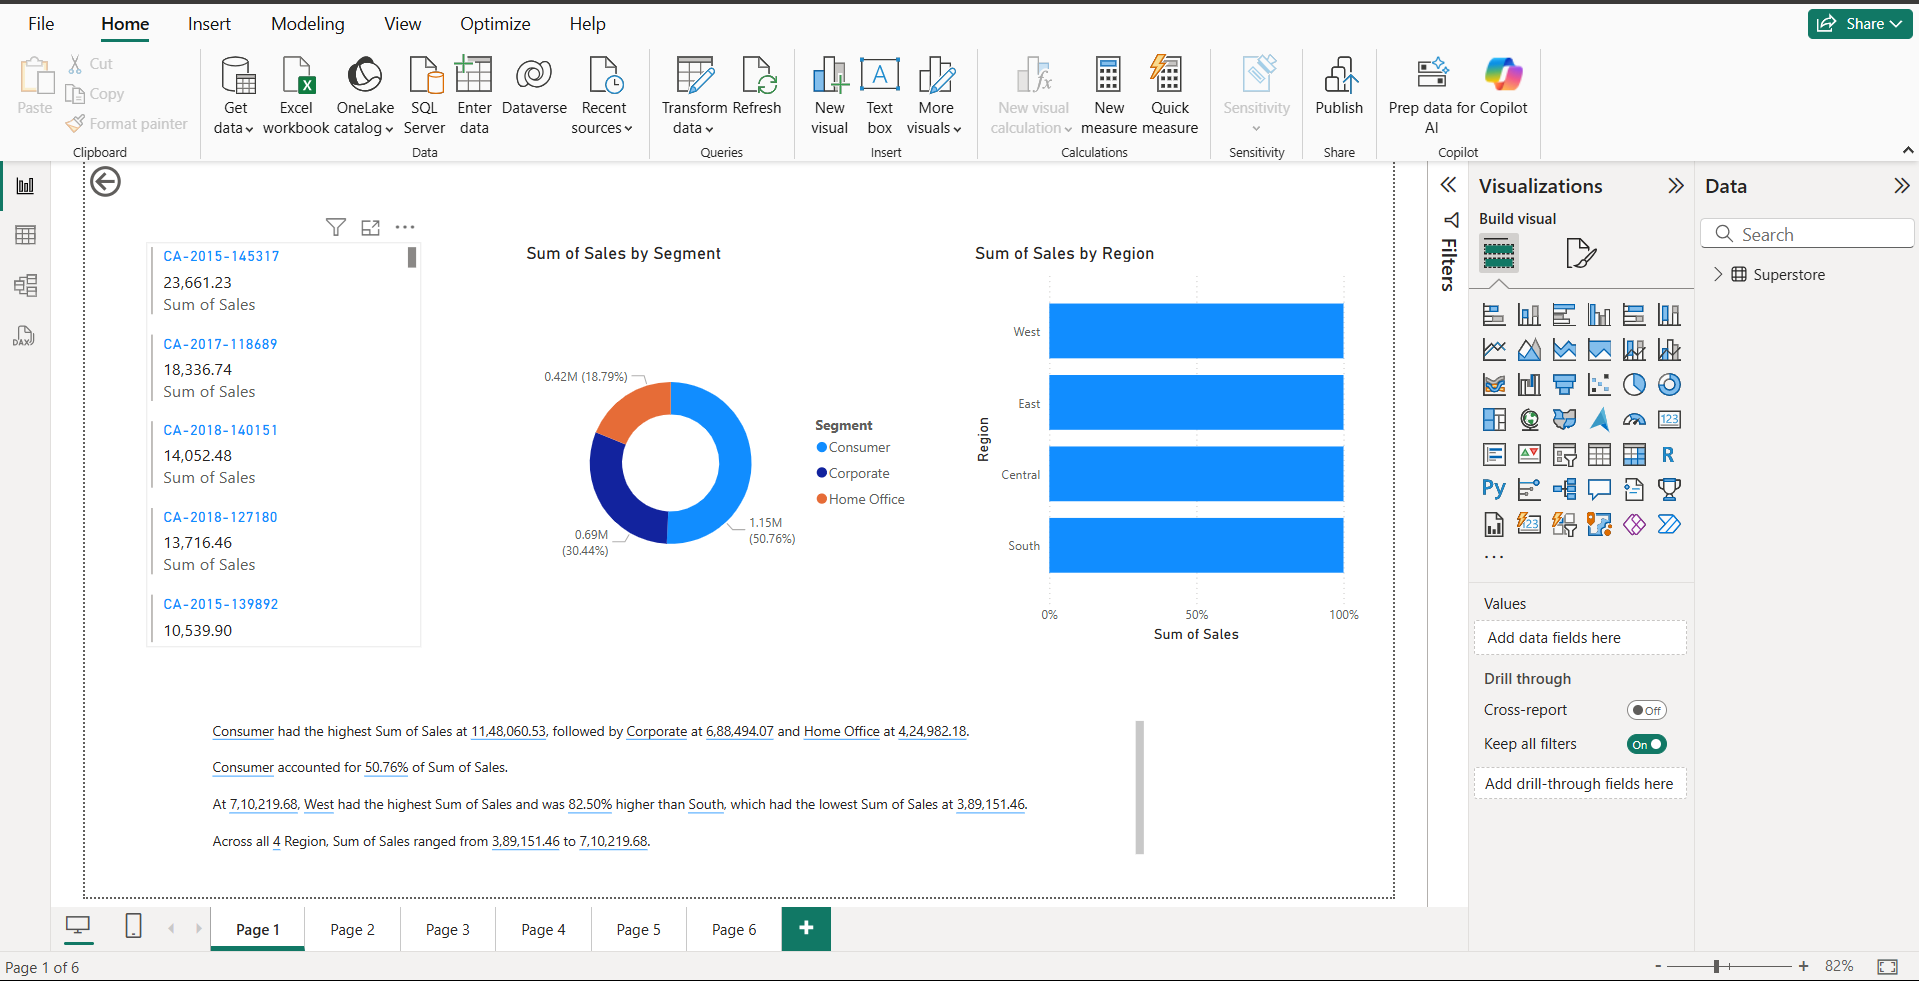 File Home Insert Modeling View Optimize Help
Share
Paste
Cut
Copy
Format painter
Clipboard
Get data
Excel workbook
OneLake catalog
SQL Server
Enter data
Dataverse
Recent sources
Data
Transform data
Refresh
Queries
New visual
Text box
More visuals
Insert
New visual calculation
New measure
Quick measure
Calculations
Sensitivity
Sensitivity
Publish
Share
Prep data for AI
Copilot
Copilot
CA-2015-145317
23,661.23
Sum of Sales
CA-2017-118689
18,336.74
Sum of Sales
CA-2018-140151
14,052.48
Sum of Sales
CA-2018-127180
13,716.46
Sum of Sales
CA-2015-139892
10,539.90
Sum of Sales by Segment
0.42M (18.79%)
0.69M
(30.44%)
1.15M
(50.76%)
Segment
Consumer
Corporate
Home Office
Sum of Sales by Region
Region
West
East
Central
South
0% 50% 100%
Sum of Sales
Consumer had the highest Sum of Sales at 11,48,060.53, followed by Corporate at 6,88,494.07 and Home Office at 4,24,982.18.
Consumer accounted for 50.76% of Sum of Sales.
At 7,10,219.68, West had the highest Sum of Sales and was 82.50% higher than South, which had the lowest Sum of Sales at 3,89,151.46.
Across all 4 Region, Sum of Sales ranged from 3,89,151.46 to 7,10,219.68.
Filters
Visualizations
Build visual
123
R
Py
123
Values
Add data fields here
Drill through
Cross-report
Off
Keep all filters
On
Add drill-through fields here
Data
Search
Superstore
DAX
Page 1 Page 2 Page 3 Page 4 Page 5 Page 6 +
Page 1 of 6
- + 82%